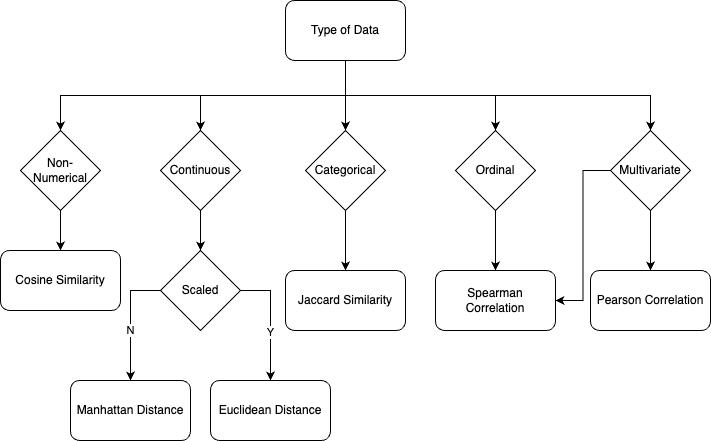 Type of Data
Non-
Numerical
Continuous
Categorical
Ordinal
Multivariate
Cosine Similarity
Scaled
Jaccard Similarity
Spearman
Correlation
Pearson Correlation
N
Y
Manhattan Distance
Euclidean Distance